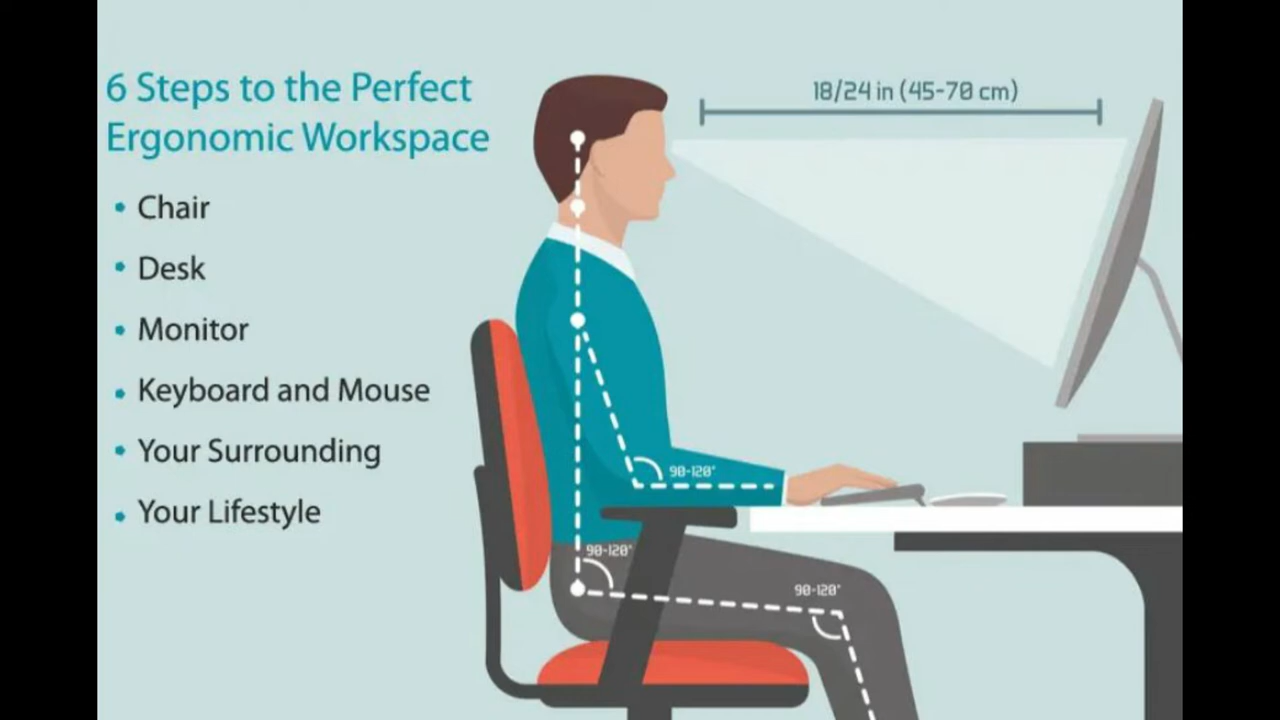 6 Steps to the Perfect
Ergonomic Workspace
• Chair
• Desk
• Monitor
• Keyboard and Mouse
• Your Surrounding
• Your Lifestyle
18/24 in (45-70 cm)
90-120°
90-120°
90-120°